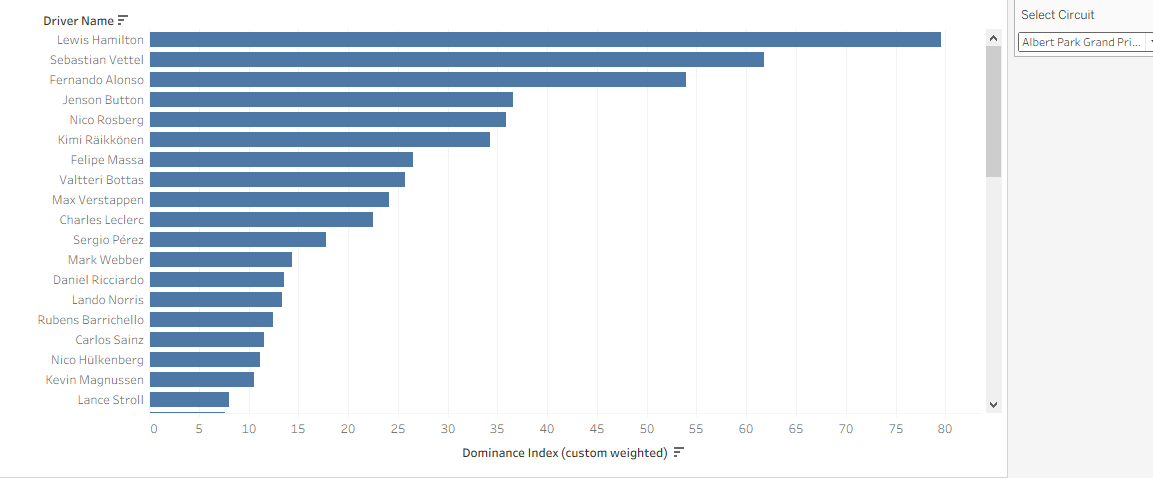 Driver Name
Select Circuit
Albert Park Grand Pri...
Lewis Hamilton
Sebastian Vettel
Fernando Alonso
Jenson Button
Nico Rosberg
Kimi Räikkönen
Felipe Massa
Valtteri Bottas
Max Verstappen
Charles Leclerc
Sergio Pérez
Mark Webber
Daniel Ricciardo
Lando Norris
Rubens Barrichello
Carlos Sainz
Nico Hülkenberg
Kevin Magnussen
Lance Stroll
0 5 10 15 20 25 30 35 40 45 50 55 60 65 70 75 80
Dominance Index (custom weighted)